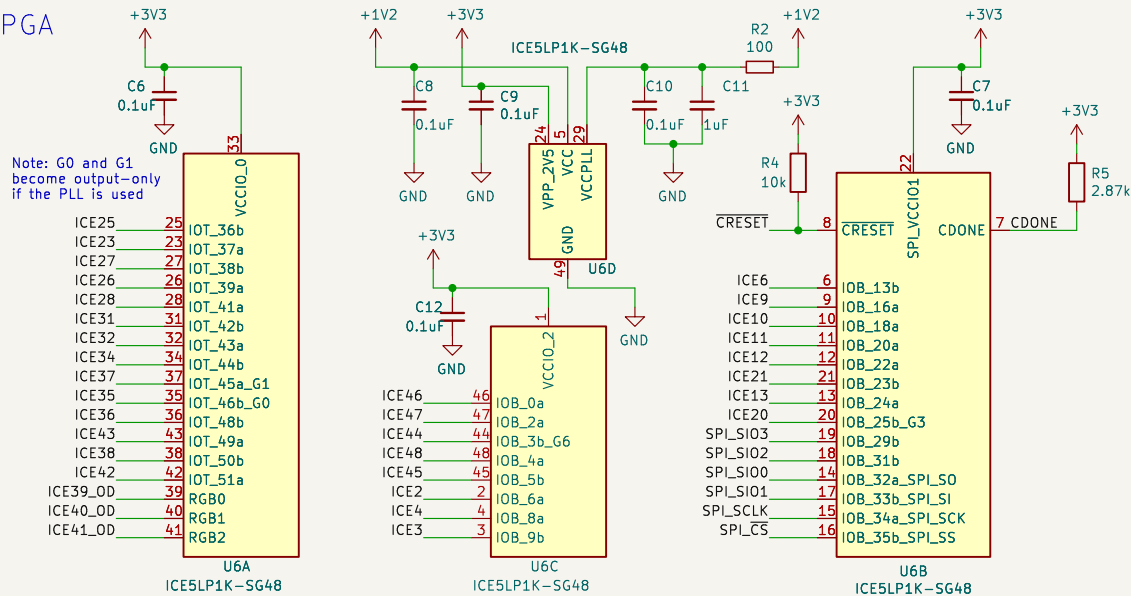 PGA
+3V3
C6
0.1uF
GND
Note: G0 and G1
become output-only
if the PLL is used
33
VCCIO_0
ICE25 25 IOT_36b
ICE23 23 IOT_37a
ICE27 27 IOT_38b
ICE26 26 IOT_39a
ICE28 28 IOT_41a
ICE31 31 IOT_42b
ICE32 32 IOT_43a
ICE34 34 IOT_44b
ICE37 37 IOT_45a_G1
ICE35 35 IOT_46b_G0
ICE36 36 IOT_48b
ICE43 43 IOT_49a
ICE38 38 IOT_50b
ICE42 42 IOT_51a
ICE39_OD 39 RGB0
ICE40_OD 40 RGB1
ICE41_OD 41 RGB2
U6A
ICE5LP1K-SG48
+1V2
+3V3
ICE5LP1K-SG48
R2
100
+1V2
C8
0.1uF
GND
C9
0.1uF
GND
C10
0.1uF
C11
1uF
GND
24
5
29
VPP_2V5
VCC
VCCPLL
GND
49
U6D
GND
+3V3
C12
0.1uF
GND
1
VCCIO_2
ICE46 46 IOB_0a
ICE47 47 IOB_2a
ICE44 44 IOB_3b_G6
ICE48 48 IOB_4a
ICE45 45 IOB_5b
ICE2 2 IOB_6a
ICE4 4 IOB_8a
ICE3 3 IOB_9b
U6C
ICE5LP1K-SG48
+3V3
C7
0.1uF
GND
+3V3
R4
10k
+3V3
R5
2.87k
22
SPI_VCCIO1
CRESET 8 CRESET
CDONE 7 CDONE
ICE6 6 IOB_13b
ICE9 9 IOB_16a
ICE10 10 IOB_18a
ICE11 11 IOB_20a
ICE12 12 IOB_22a
ICE21 21 IOB_23b
ICE13 13 IOB_24a
ICE20 20 IOB_25b_G3
SPI_SIO3 19 IOB_29b
SPI_SIO2 18 IOB_31b
SPI_SIO0 14 IOB_32a_SPI_SO
SPI_SIO1 17 IOB_33b_SPI_SI
SPI_SCLK 15 IOB_34a_SPI_SCK
SPI_CS 16 IOB_35b_SPI_SS
U6B
ICE5LP1K-SG48